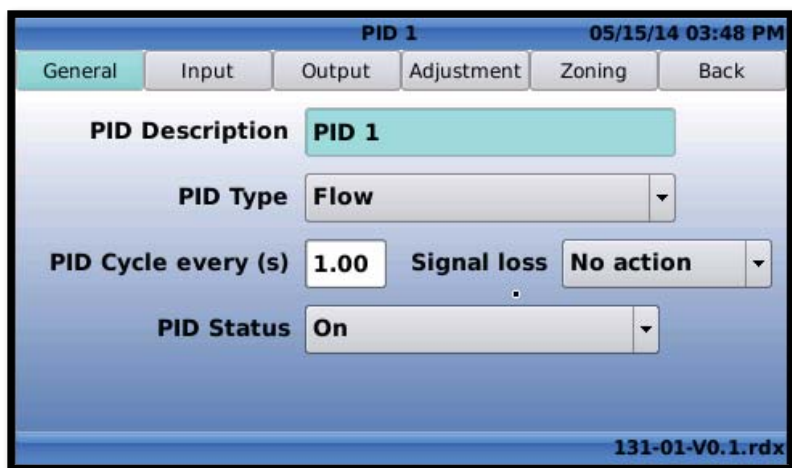 PID 1 05/15/14 03:48 PM
General Input Output Adjustment Zoning Back
PID Description PID 1
PID Type Flow
PID Cycle every (s) 1.00 Signal loss No action
PID Status On
131-01-V0.1.rdx